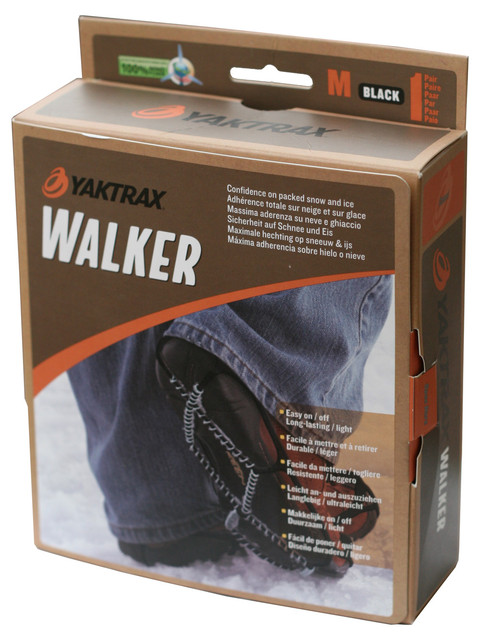 100%
M
BLACK
1
Pair
Paire
Paar
Par
Paar
Paio
YAKTRAX
YAKTRAX
WALKER
Confidence on packed snow and ice
Adhérence totale sur neige et sur glace
Massima aderenza su neve e ghiaccio
Sicherheit auf Schnee und Eis
Maximale hechting op sneeuw & ijs
Máxima adherencia sobre hielo o nieve
Easy on / off
Long-lasting / light
Facile à mettre et à retirer
Durable / léger
Facile da mettere / togliere
Resistente / leggero
Leicht an- und auszuziehen
Langlebig / ultraleicht
Makkelijke on / off
Duurzaam / licht
Fácil de poner / quitar
Diseño duradero / ligero
YAKTRAX
WALKER